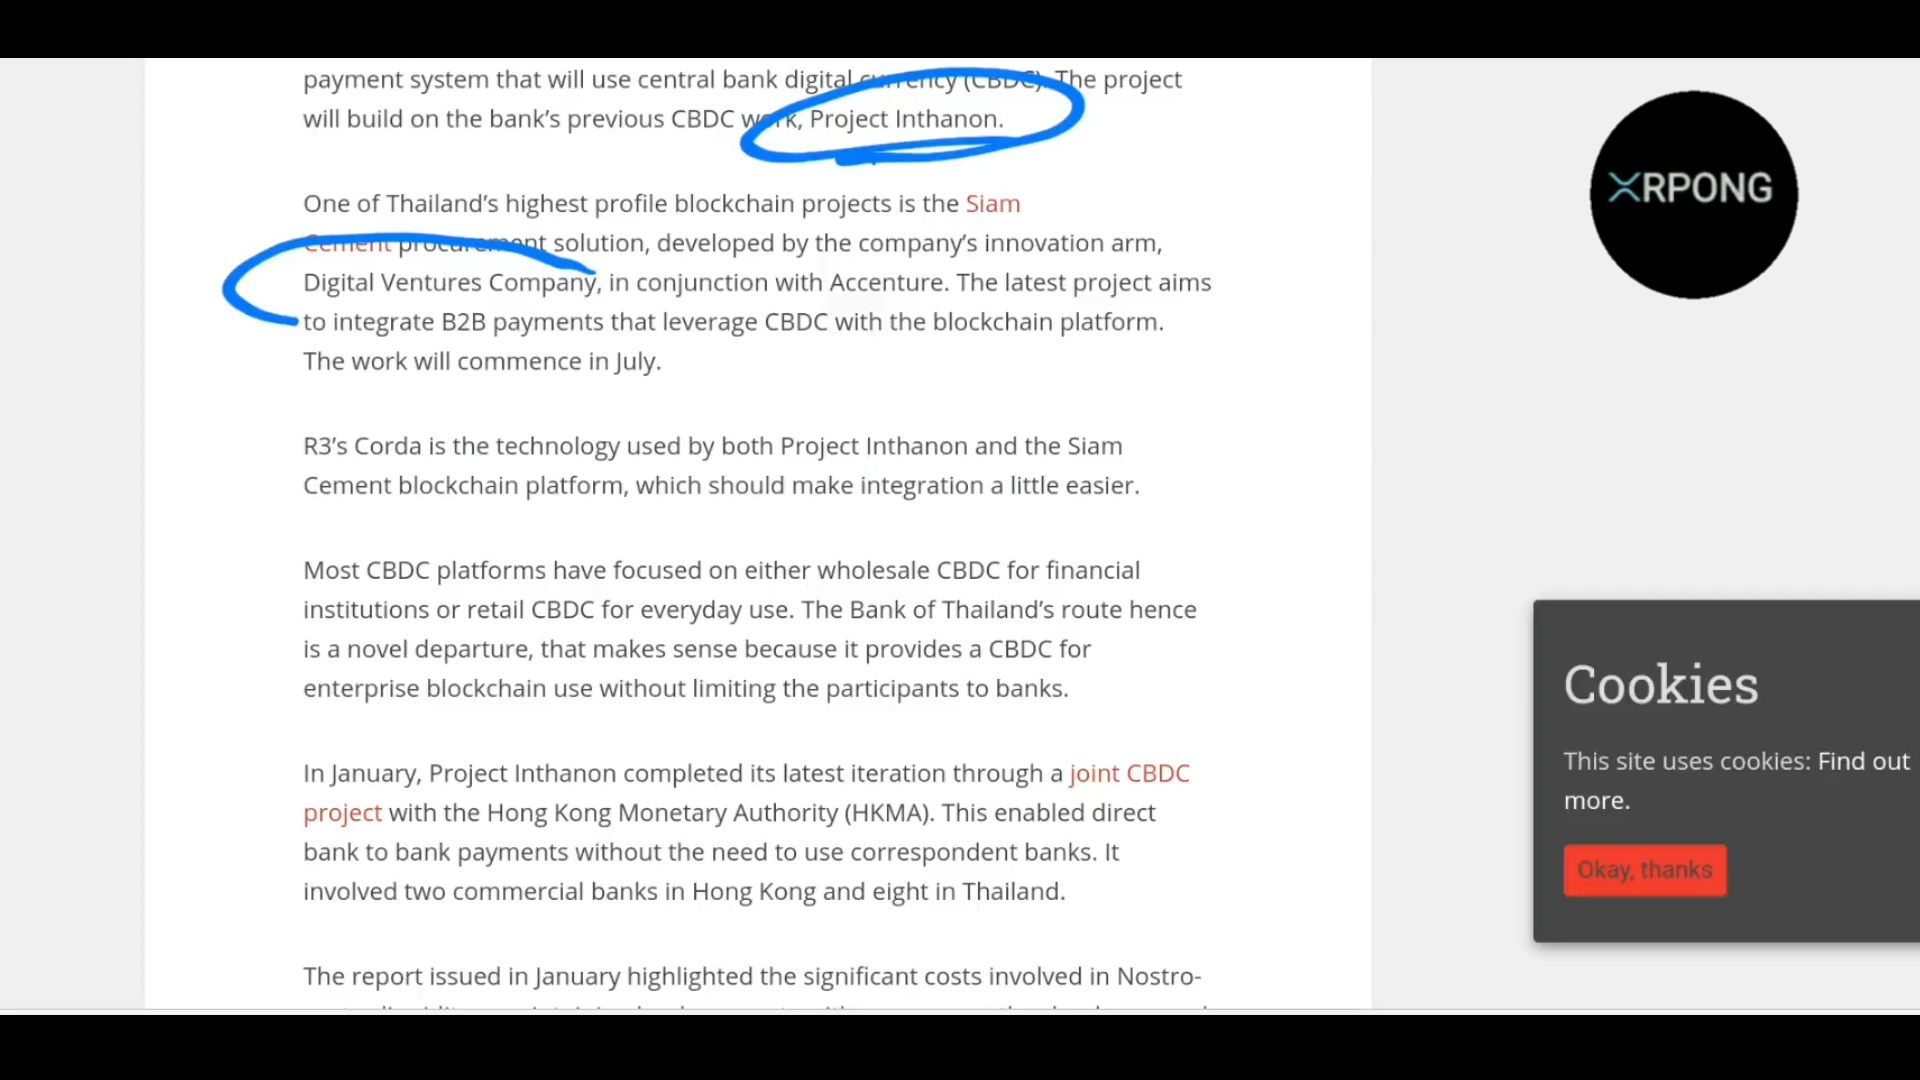 payment system that will use central bank digital currency (CBDC). The project
will build on the bank's previous CBDC work, Project Inthanon.
One of Thailand's highest profile blockchain projects is the Siam
Cement procurement solution, developed by the company's innovation arm,
Digital Ventures Company, in conjunction with Accenture. The latest project aims
to integrate B2B payments that leverage CBDC with the blockchain platform.
The work will commence in July.
R3's Corda is the technology used by both Project Inthanon and the Siam
Cement blockchain platform, which should make integration a little easier.
Most CBDC platforms have focused on either wholesale CBDC for financial
institutions or retail CBDC for everyday use. The Bank of Thailand's route hence
is a novel departure, that makes sense because it provides a CBDC for
enterprise blockchain use without limiting the participants to banks.
In January, Project Inthanon completed its latest iteration through a joint CBDC
project with the Hong Kong Monetary Authority (HKMA). This enabled direct
bank to bank payments without the need to use correspondent banks. It
involved two commercial banks in Hong Kong and eight in Thailand.
The report issued in January highlighted the significant costs involved in Nostro-
XRPONG
Cookies
This site uses cookies: Find out
more.
Okay, thanks